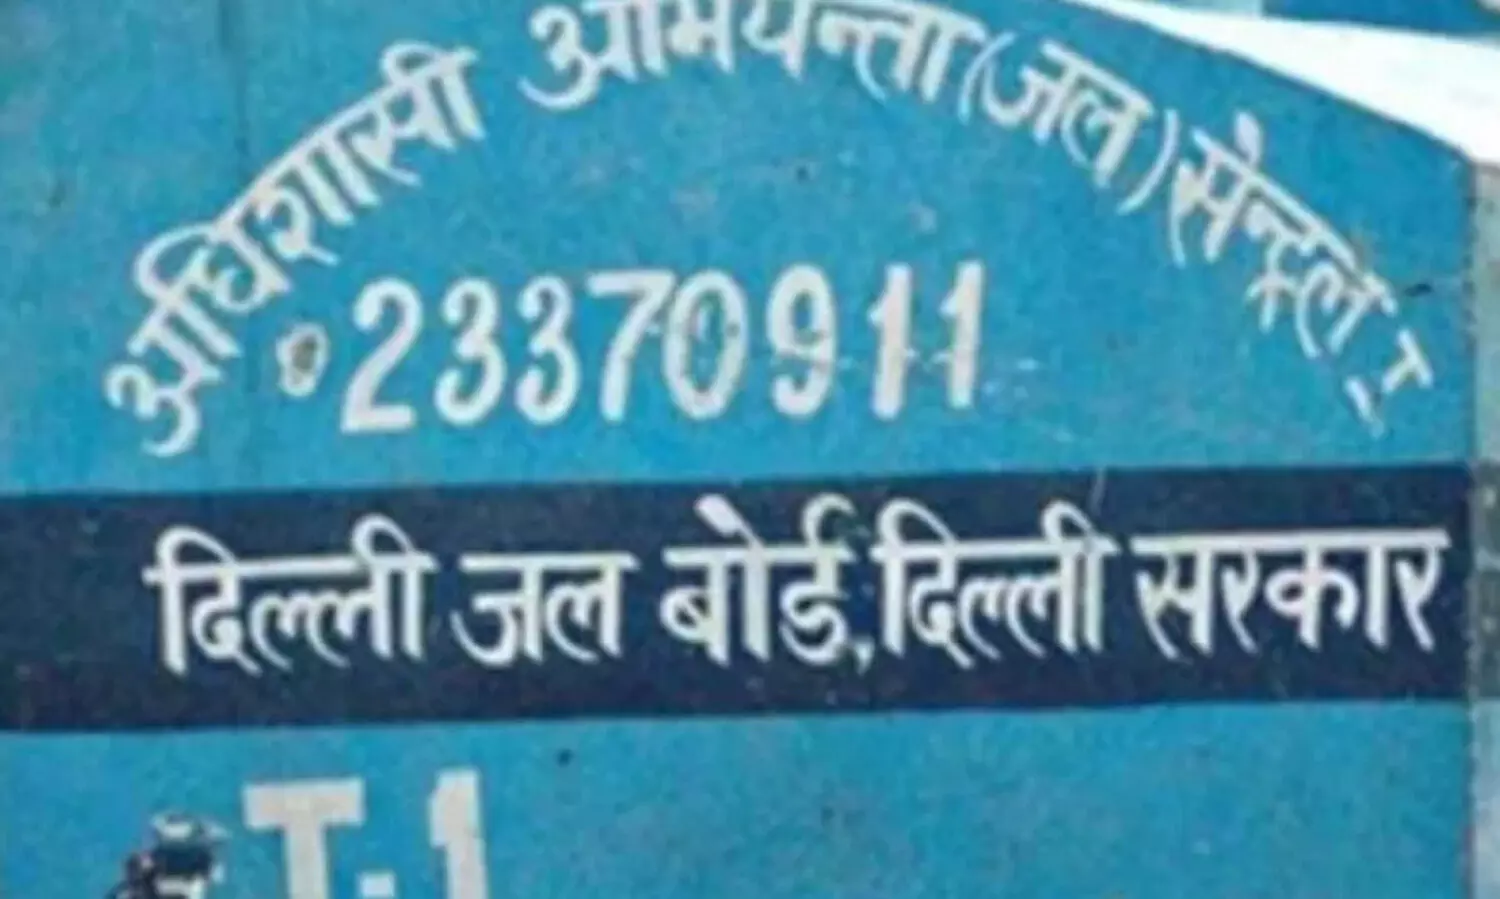 अधिशासी अभियन्ता (जल) सेन्ट्रल-I
23370911
दिल्ली जल बोर्ड, दिल्ली सरकार
T-1